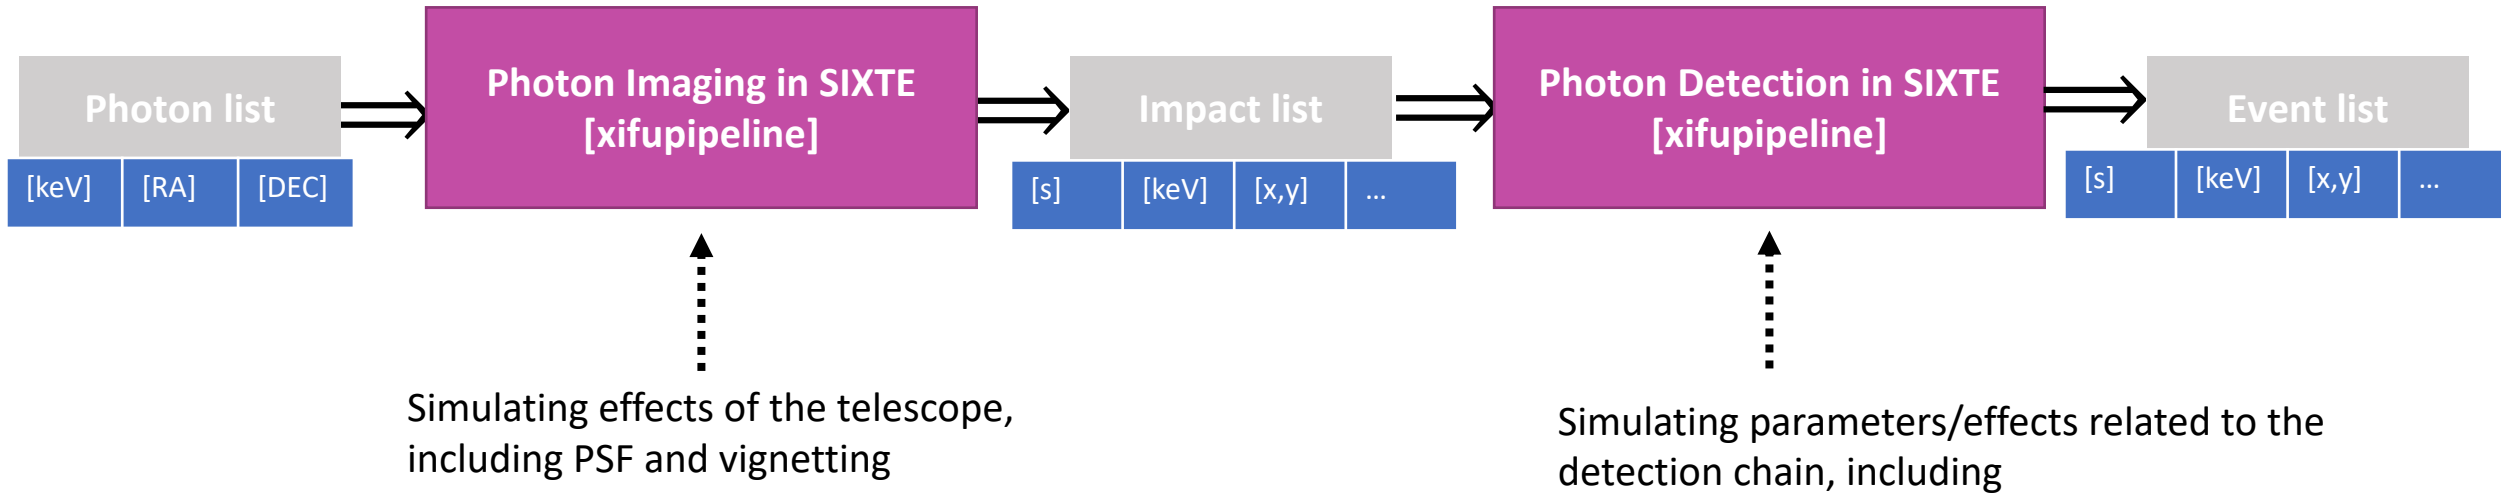 Photon list
[keV] [RA] [DEC]
Photon Imaging in SIXTE
[xifupipeline]
Impact list
[s] [keV] [x,y] ...
Photon Detection in SIXTE
[xifupipeline]
Event list
[s] [keV] [x,y] ...
Simulating effects of the telescope,
including PSF and vignetting
Simulating parameters/effects related to the
detection chain, including